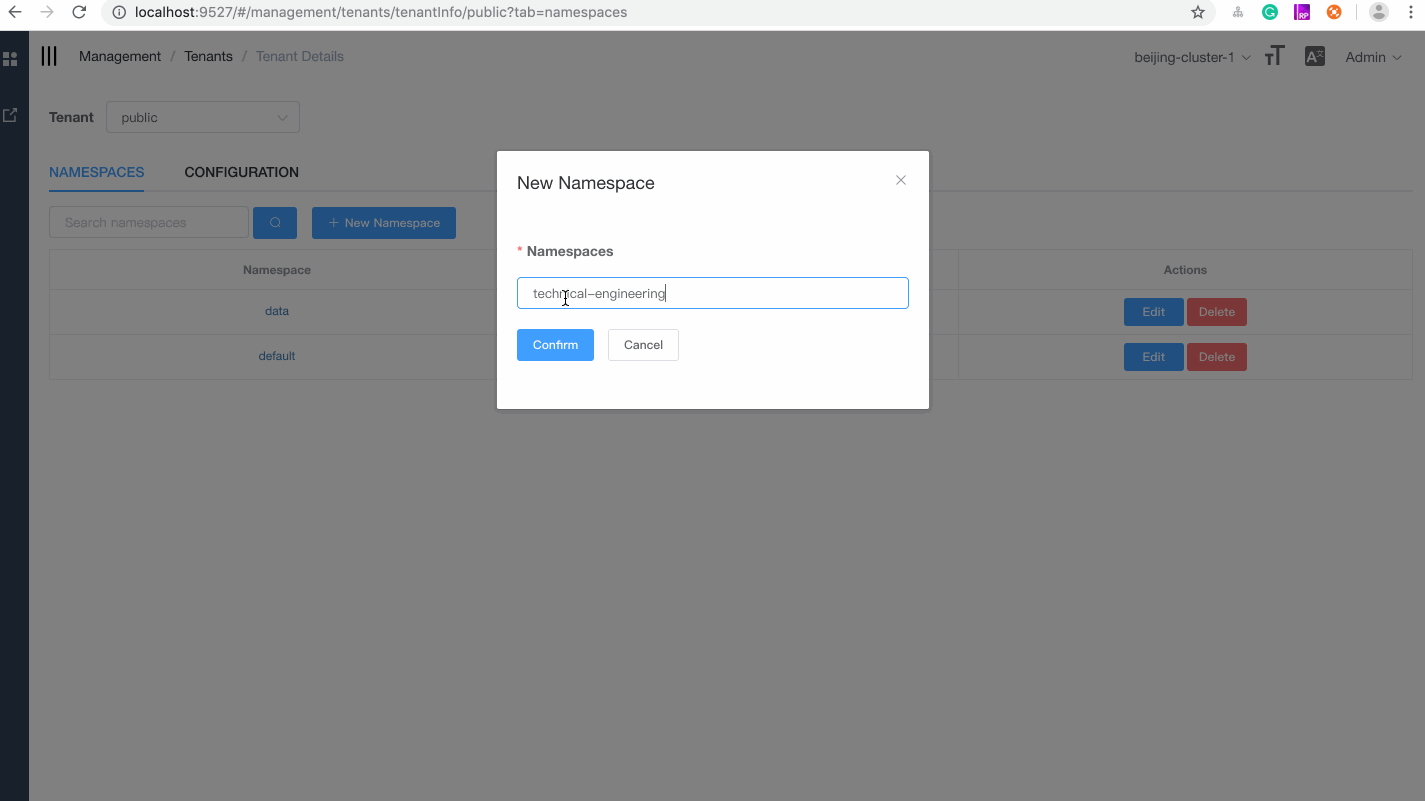 localhost:9527/#/management/tenants/tenantInfo/public?tab=namespaces
RP
Management / Tenants / Tenant Details
beijing-cluster-1
Admin
Tenant
public
NAMESPACES
CONFIGURATION
Search namespaces
+ New Namespace
Namespace
Actions
data
Edit
Delete
default
Edit
Delete
New Namespace
* Namespaces
technical-engineering
Confirm
Cancel